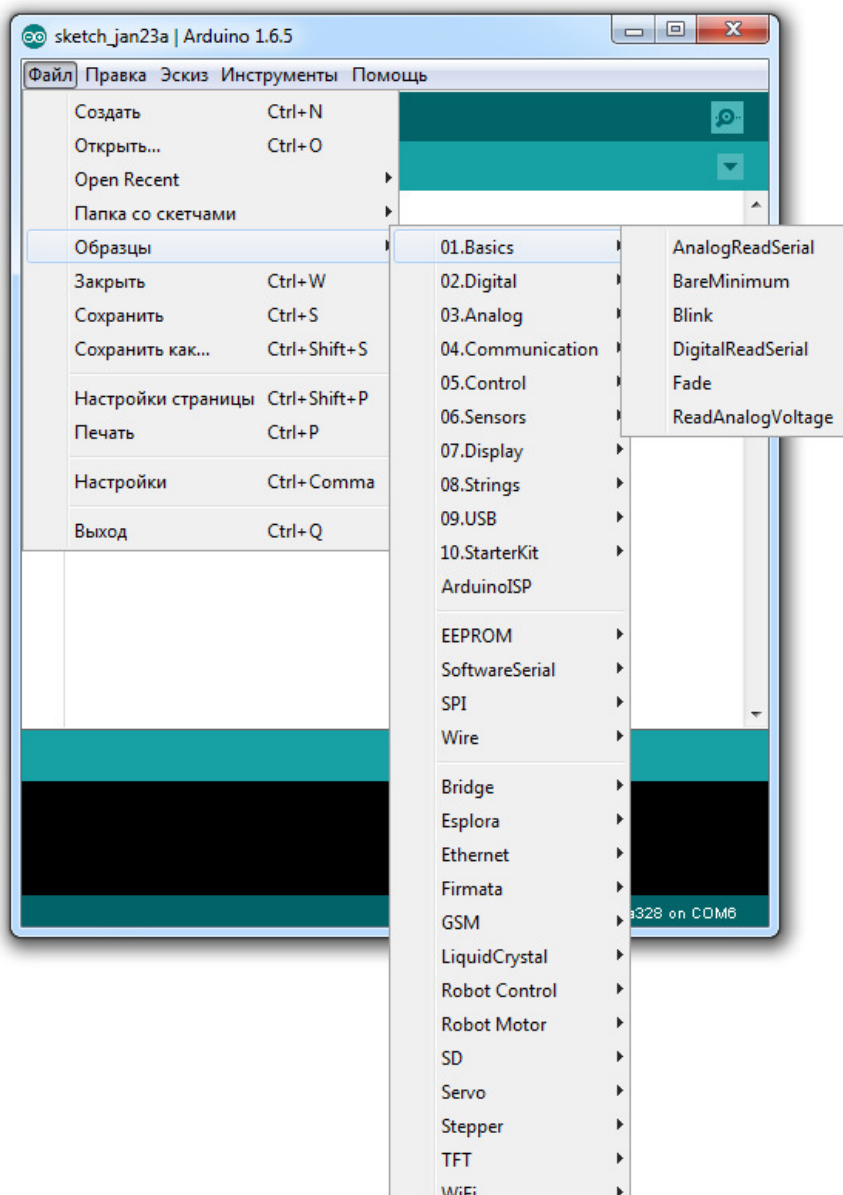 sketch_jan23a | Arduino 1.6.5
Файл Правка Эскиз Инструменты Помощь
Создать Ctrl+N
Открыть... Ctrl+O
Open Recent
Папка со скетчами
Образцы
Закрыть Ctrl+W
Сохранить Ctrl+S
Сохранить как... Ctrl+Shift+S
Настройки страницы Ctrl+Shift+P
Печать Ctrl+P
Настройки Ctrl+Comma
Выход Ctrl+Q
01.Basics
02.Digital
03.Analog
04.Communication
05.Control
06.Sensors
07.Display
08.Strings
09.USB
10.StarterKit
ArduinoISP
EEPROM
SoftwareSerial
SPI
Wire
Bridge
Esplora
Ethernet
Firmata
GSM
LiquidCrystal
Robot Control
Robot Motor
SD
Servo
Stepper
TFT
WiFi
AnalogReadSerial
BareMinimum
Blink
DigitalReadSerial
Fade
ReadAnalogVoltage
a328 on COM6